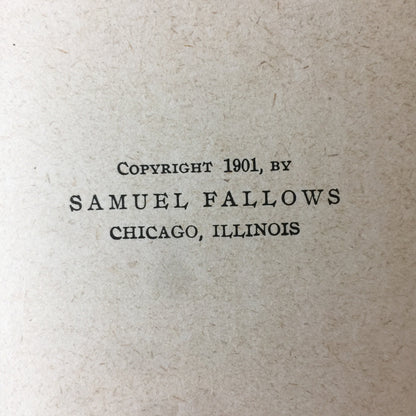 Copyright 1901, by
SAMUEL FALLOWS
CHICAGO, ILLINOIS